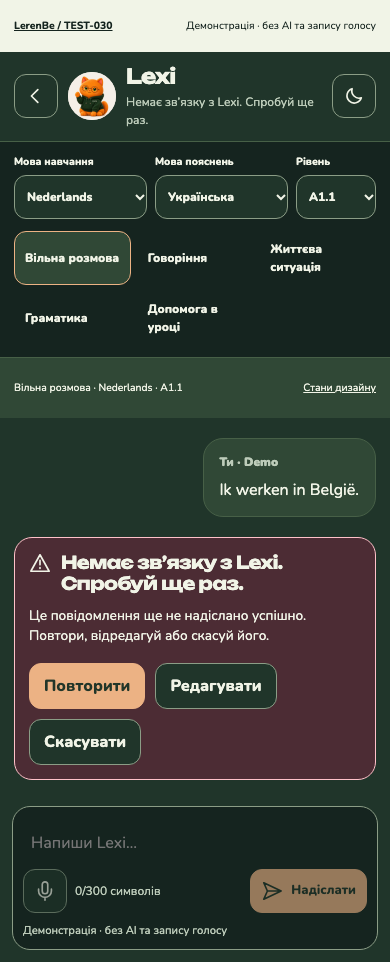 LerenBe / TEST-030
Демонстрація · без AI та запису голосу
Lexi
Немає зв’язку з Lexi. Спробуй ще
раз.
Мова навчання
Мова пояснень
Рівень
Nederlands
Українська
A1.1
Вільна розмова
Говоріння
Життєва
ситуація
Граматика
Допомога в
уроці
Вільна розмова · Nederlands · A1.1
Стани дизайну
Ти · Demo
Ik werken in België.
Немає зв’язку з Lexi.
Спробуй ще раз.
Це повідомлення ще не надіслано успішно.
Повтори, відредагуй або скасуй його.
Повторити
Редагувати
Скасувати
Напиши Lexi...
0/300 символів
Надіслати
Демонстрація · без AI та запису голосу